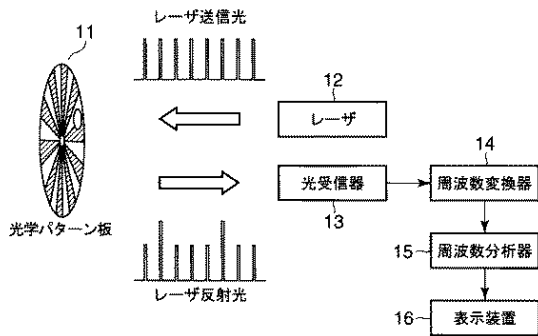 レーザ送信光
11
12
レーザ
光学パターン板
光受信器
13
14
周波数変換器
15
周波数分析器
レーザ反射光
16
表示装置